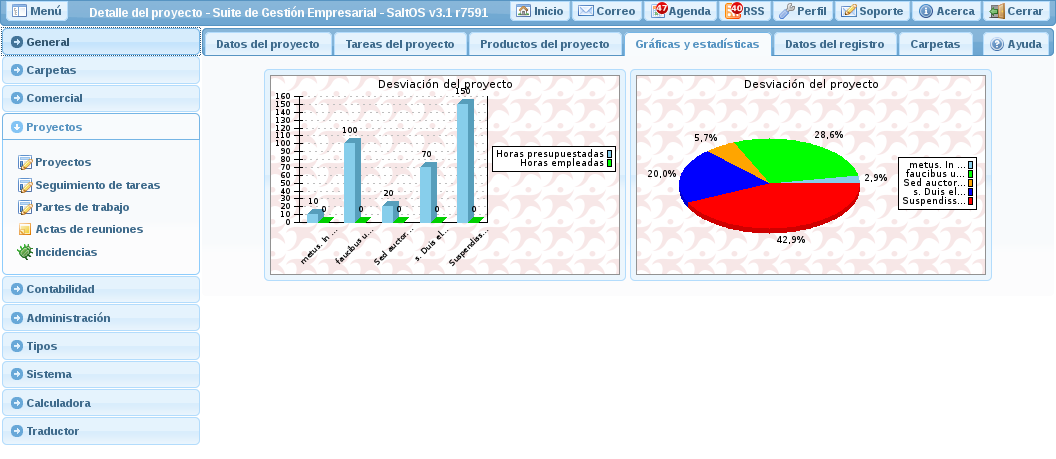 Menú
Detalle del proyecto - Suite de Gestión Empresarial - SaltOS v3.1 r7591
Inicio
Correo
47
Agenda
40
RSS
Perfil
Soporte
Acerca
Cerrar
General
Carpetas
Comercial
Proyectos
Proyectos
Seguimiento de tareas
Partes de trabajo
Actas de reuniones
Incidencias
Contabilidad
Administración
Tipos
Sistema
Calculadora
Traductor
Datos del proyecto
Tareas del proyecto
Productos del proyecto
Gráficas y estadísticas
Datos del registro
Carpetas
Ayuda
Desviación del proyecto
160
150
140
130
120
110
100
90
80
70
60
50
40
30
20
10
0
10
0
100
0
20
0
70
0
150
0
metus. In ...
faucibus u...
Sed auctor...
s. Duis el...
Suspendiss...
Horas presupuestadas
Horas empleadas
Desviación del proyecto
5,7%
28,6%
20,0%
2,9%
42,9%
metus. In ...
faucibus u...
Sed auctor...
s. Duis el...
Suspendiss...